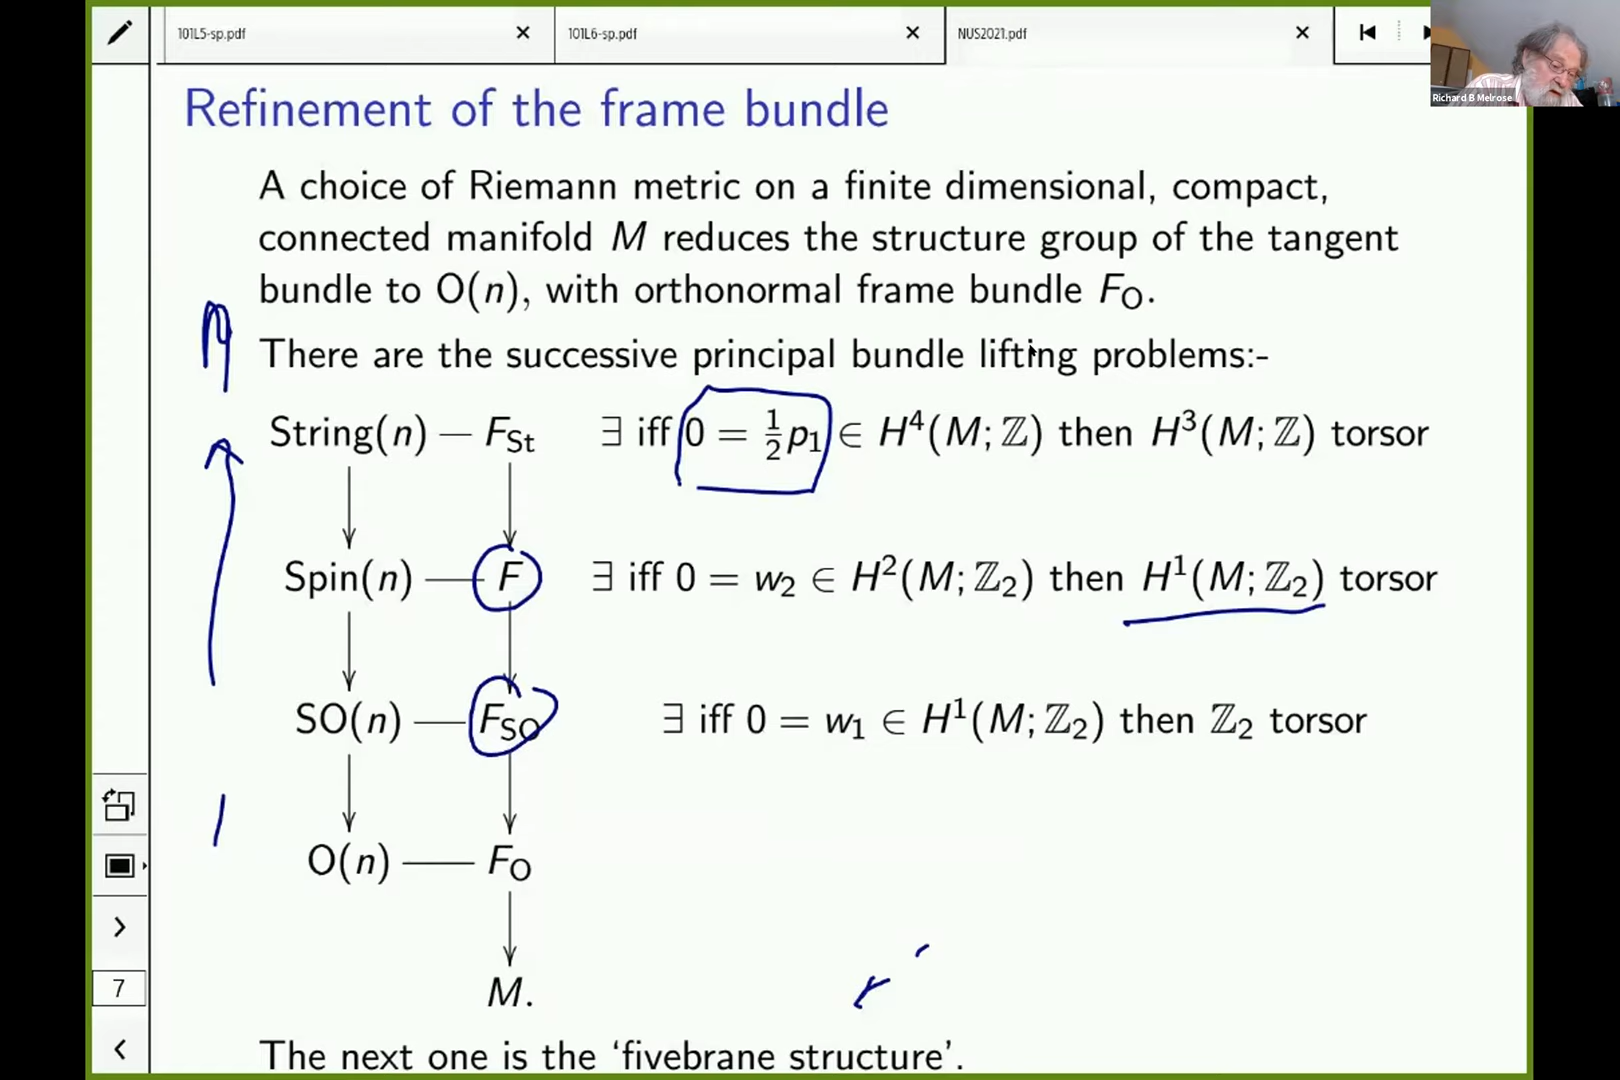 101L5-sp.pdf
101L6-sp.pdf
NUS2021.pdf
Richard B Melrose
Refinement of the frame bundle
A choice of Riemann metric on a finite dimensional, compact,
connected manifold M reduces the structure group of the tangent
bundle to O(n), with orthonormal frame bundle F_O.
There are the successive principal bundle lifting problems:-
String(n) — F_St ∃ iff 0 = ½p₁ ∈ H⁴(M; ℤ) then H³(M; ℤ) torsor
Spin(n) — F ∃ iff 0 = w₂ ∈ H²(M; ℤ₂) then H¹(M; ℤ₂) torsor
SO(n) — F_SO ∃ iff 0 = w₁ ∈ H¹(M; ℤ₂) then ℤ₂ torsor
O(n) — F_O
M.
7
The next one is the ‘fivebrane structure’.